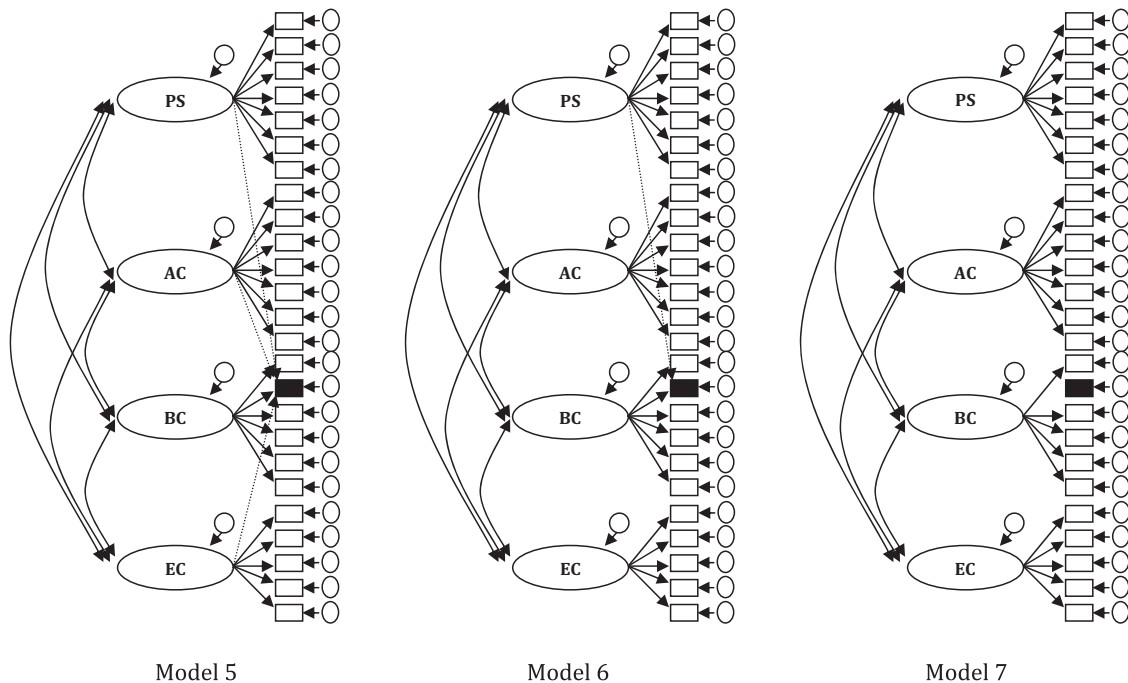 PS PS PS
AC AC AC
BC BC BC
EC EC EC
Model 5 Model 6 Model 7